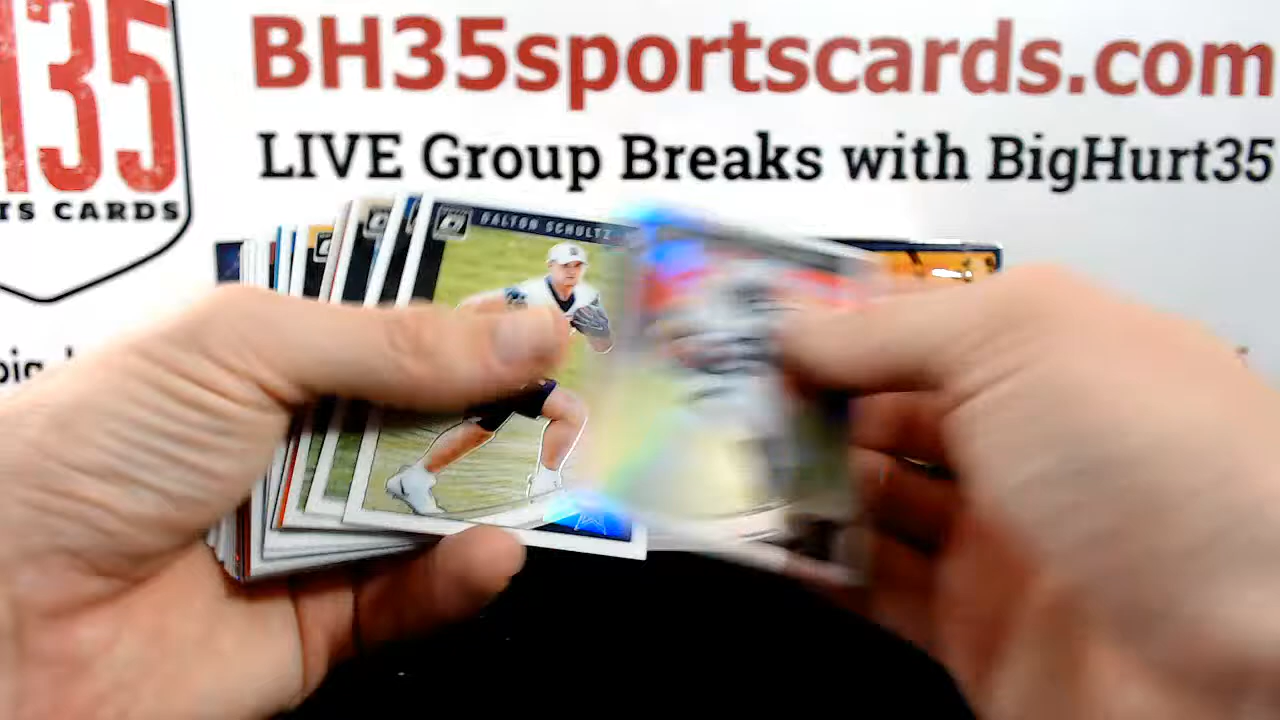 BH35sportscards.com
LIVE Group Breaks with BigHurt35
135
TS CARDS
DALTON SCHULTZ